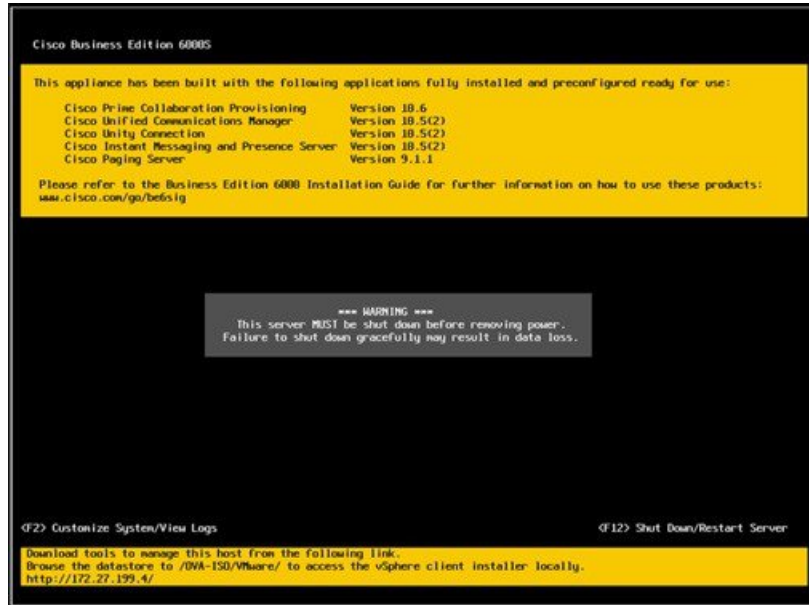 Cisco Business Edition 6000S
This appliance has been built with the following applications fully installed and preconfigured ready for use:
Cisco Prime Collaboration Provisioning Version 10.6
Cisco Unified Communications Manager Version 10.5(2)
Cisco Unity Connection Version 10.5(2)
Cisco Instant Messaging and Presence Server Version 10.5(2)
Cisco Paging Server Version 9.1.1
Please refer to the Business Edition 6000 Installation Guide for further information on how to use these products:
www.cisco.com/go/be6sig
=== WARNING ===
This server MUST be shut down before removing power.
Failure to shut down gracefully may result in data loss.
<F2> Customize System/View Logs <F12> Shut Down/Restart Server
Download tools to manage this host from the following link.
Browse the datastore to /OVA-ISO/VMware/ to access the vSphere client installer locally.
http://172.27.199.4/